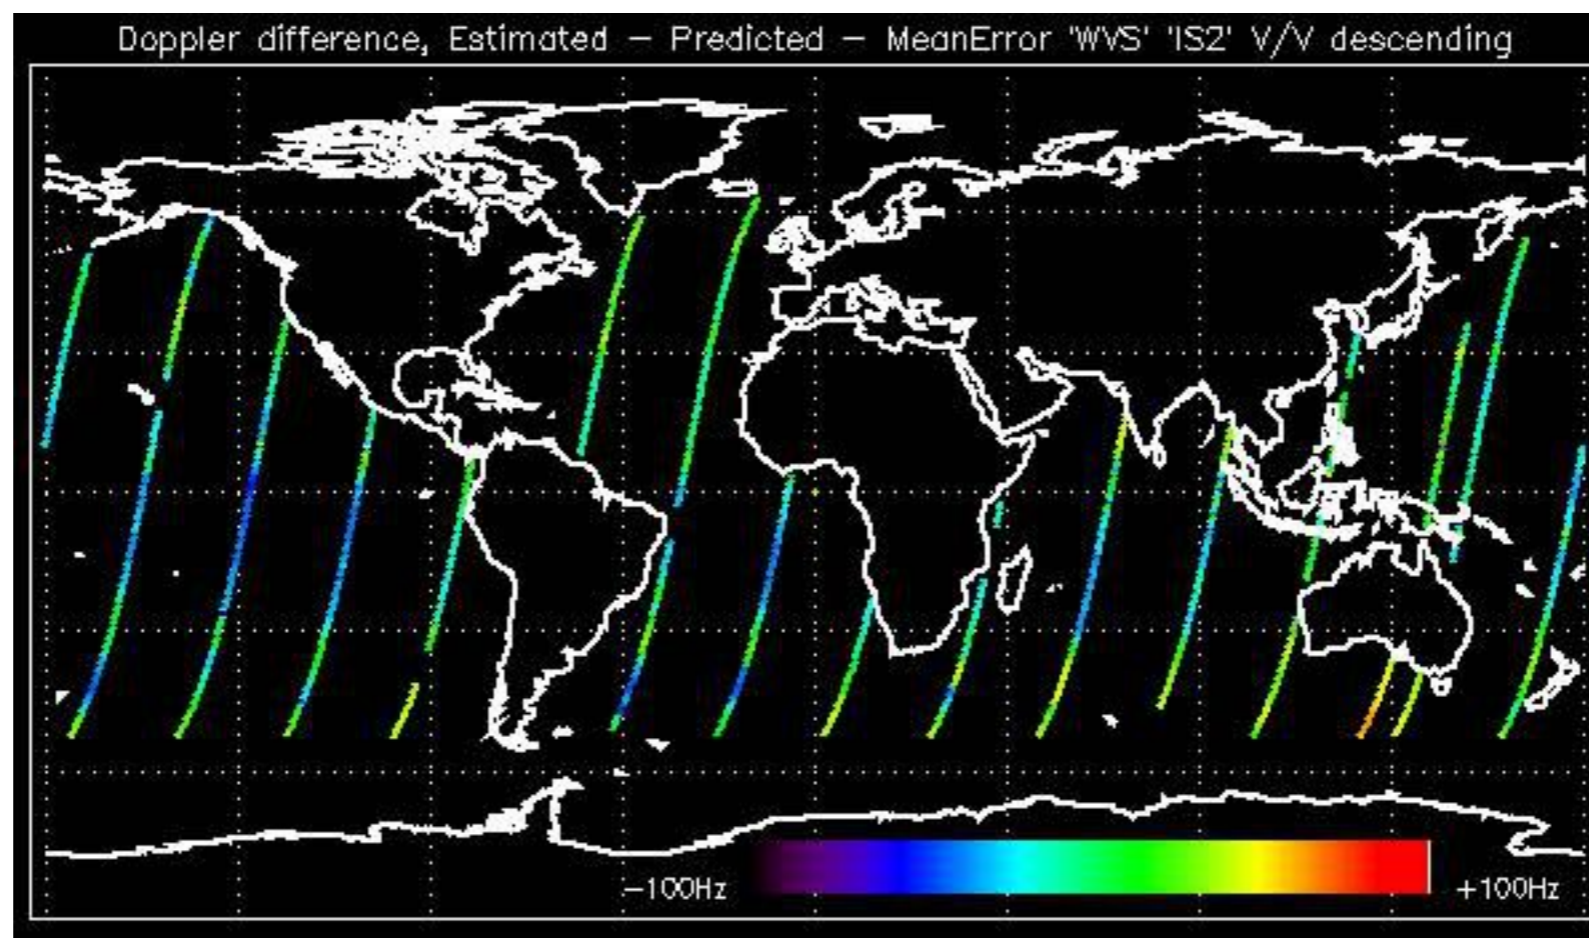 Doppler difference, Estimated – Predicted – MeanError 'WVS' 'IS2' V/V descending
–100Hz
+100Hz